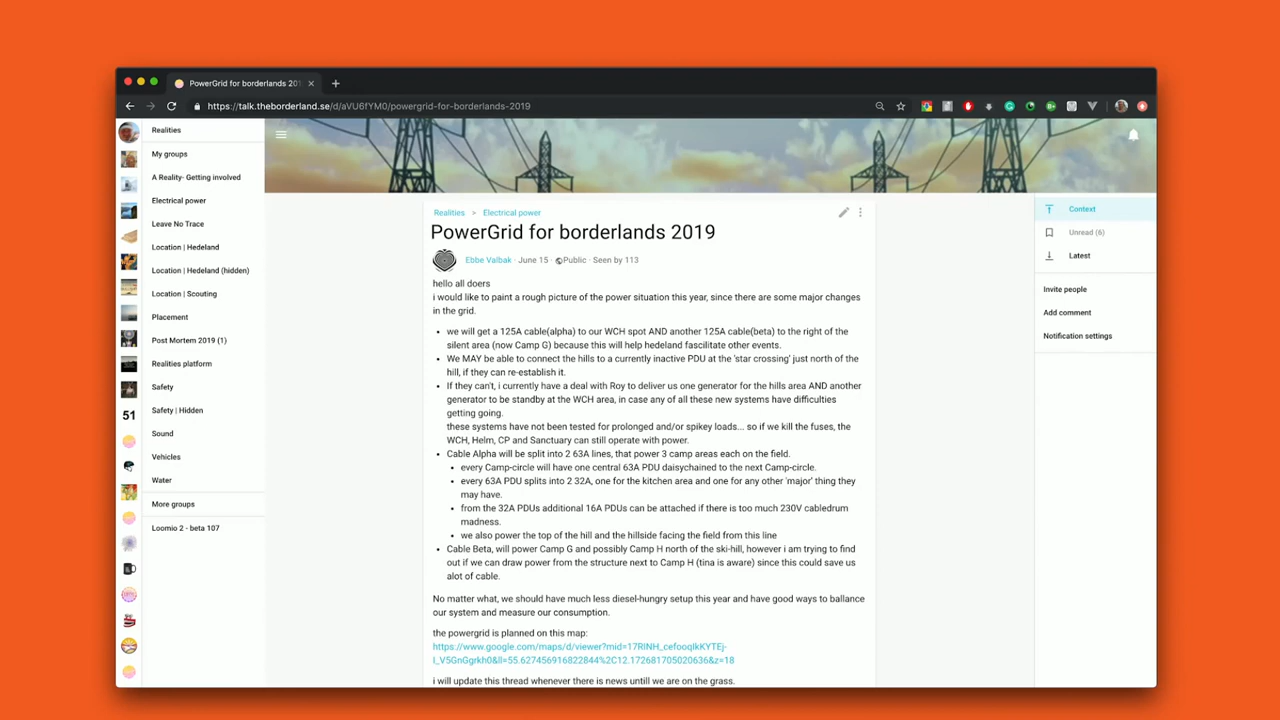 PowerGrid for borderlands 201
https://talk.theborderland.se/d/aVU6fYM0/powergrid-for-borderlands-2019
Realities
My groups
A Reality- Getting involved
Electrical power
Leave No Trace
Location | Hedeland
Location | Hedeland (hidden)
Location | Scouting
Placement
Post Mortem 2019 (1)
Realities platform
Safety
Safety | Hidden
Sound
Vehicles
Water
More groups
Loomio 2 - beta 107
51
Realities > Electrical power
PowerGrid for borderlands 2019
Ebbe Valbak · June 15 · Public · Seen by 113
hello all doers
i would like to paint a rough picture of the power situation this year, since there are some major changes
in the grid.
• we will get a 125A cable(alpha) to our WCH spot AND another 125A cable(beta) to the right of the
silent area (now Camp G) because this will help hedeland fascilitate other events.
• We MAY be able to connect the hills to a currently inactive PDU at the 'star crossing' just north of the
hill, if they can re-establish it.
• If they can't, i currently have a deal with Roy to deliver us one generator for the hills area AND another
generator to be standby at the WCH area, in case any of all these new systems have difficulties
getting going.
these systems have not been tested for prolonged and/or spikey loads... so if we kill the fuses, the
WCH, Helm, CP and Sanctuary can still operate with power.
• Cable Alpha will be split into 2 63A lines, that power 3 camp areas each on the field.
• every Camp-circle will have one central 63A PDU daisychained to the next Camp-circle.
• every 63A PDU splits into 2 32A, one for the kitchen area and one for any other 'major' thing they
may have.
• from the 32A PDUs additional 16A PDUs can be attached if there is too much 230V cabledrum
madness.
• we also power the top of the hill and the hillside facing the field from this line
• Cable Beta, will power Camp G and possibly Camp H north of the ski-hill, however i am trying to find
out if we can draw power from the structure next to Camp H (tina is aware) since this could save us
alot of cable.
No matter what, we should have much less diesel-hungry setup this year and have good ways to ballance
our system and measure our consumption.
the powergrid is planned on this map:
https://www.google.com/maps/d/viewer?mid=17RINH_cefooqIkKYTEj-
I_V5GnGgrkh0&ll=55.627456916822844%2C12.172681705020636&z=18
i will update this thread whenever there is news untill we are on the grass.
Context
Unread (6)
Latest
Invite people
Add comment
Notification settings